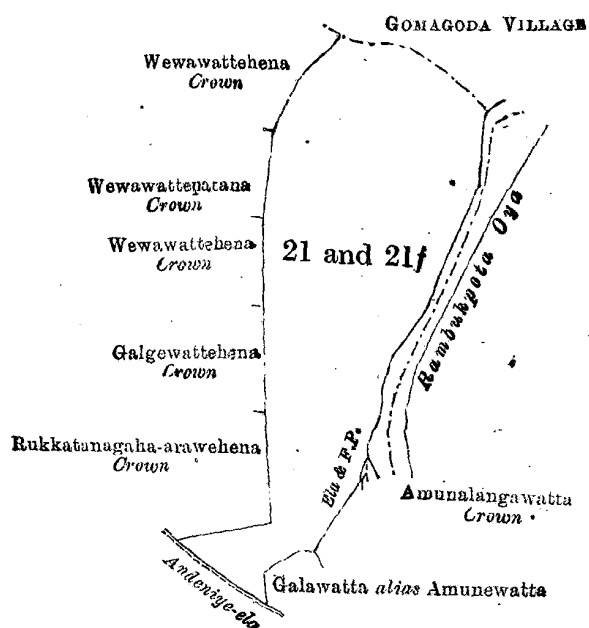 GOMAGODA VILLAGE
Wewawattehena
Crown
Wewawattepatana
Crown
Wewawattehena
Crown
21 and 21f
Rambukpota Oya
Galgewattehena
Crown
Rukkatanagaha-arawehena
Crown
Ela & F.P.
Amunalangawatta
Crown
Andeniye-ela
Galawatta alias Amunewatta